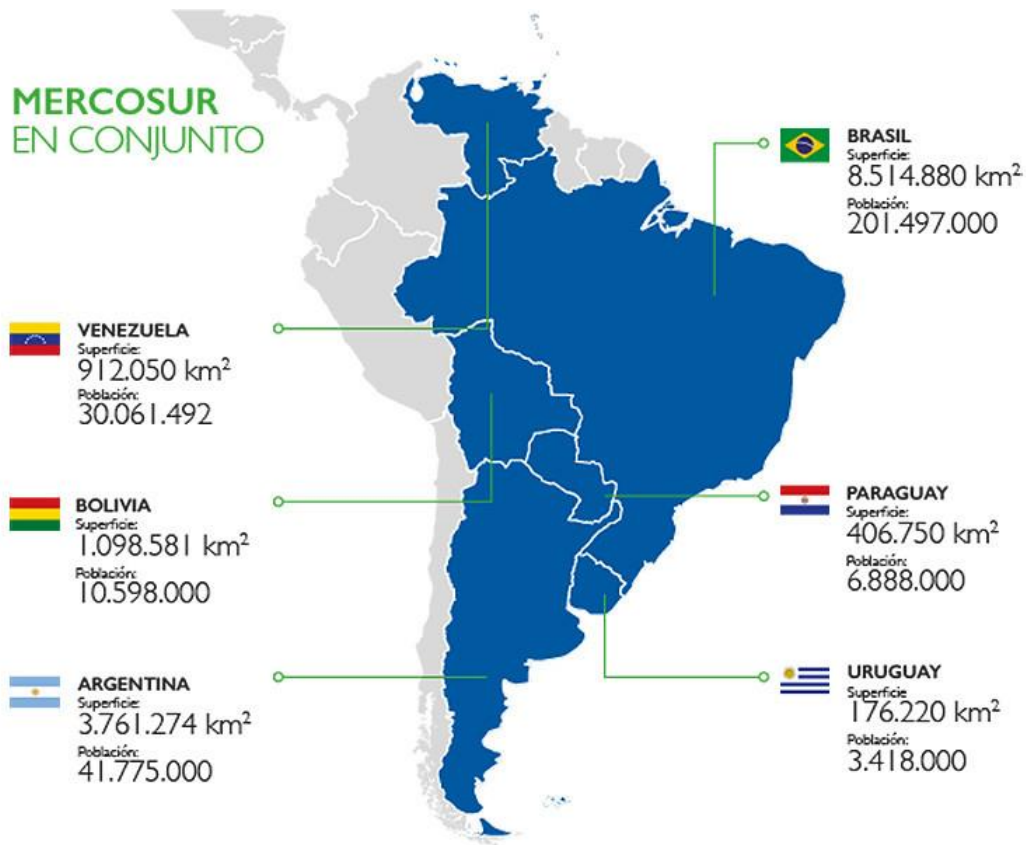 MERCOSUR
EN CONJUNTO
BRASIL
Superficie:
8.514.880 km²
Población:
201.497.000
VENEZUELA
Superficie:
912.050 km²
Población:
30.061.492
BOLIVIA
Superficie:
1.098.581 km²
Población:
10.598.000
PARAGUAY
Superficie:
406.750 km²
Población:
6.888.000
ARGENTINA
Superficie:
3.761.274 km²
Población:
41.775.000
URUGUAY
Superficie
176.220 km²
Población:
3.418.000